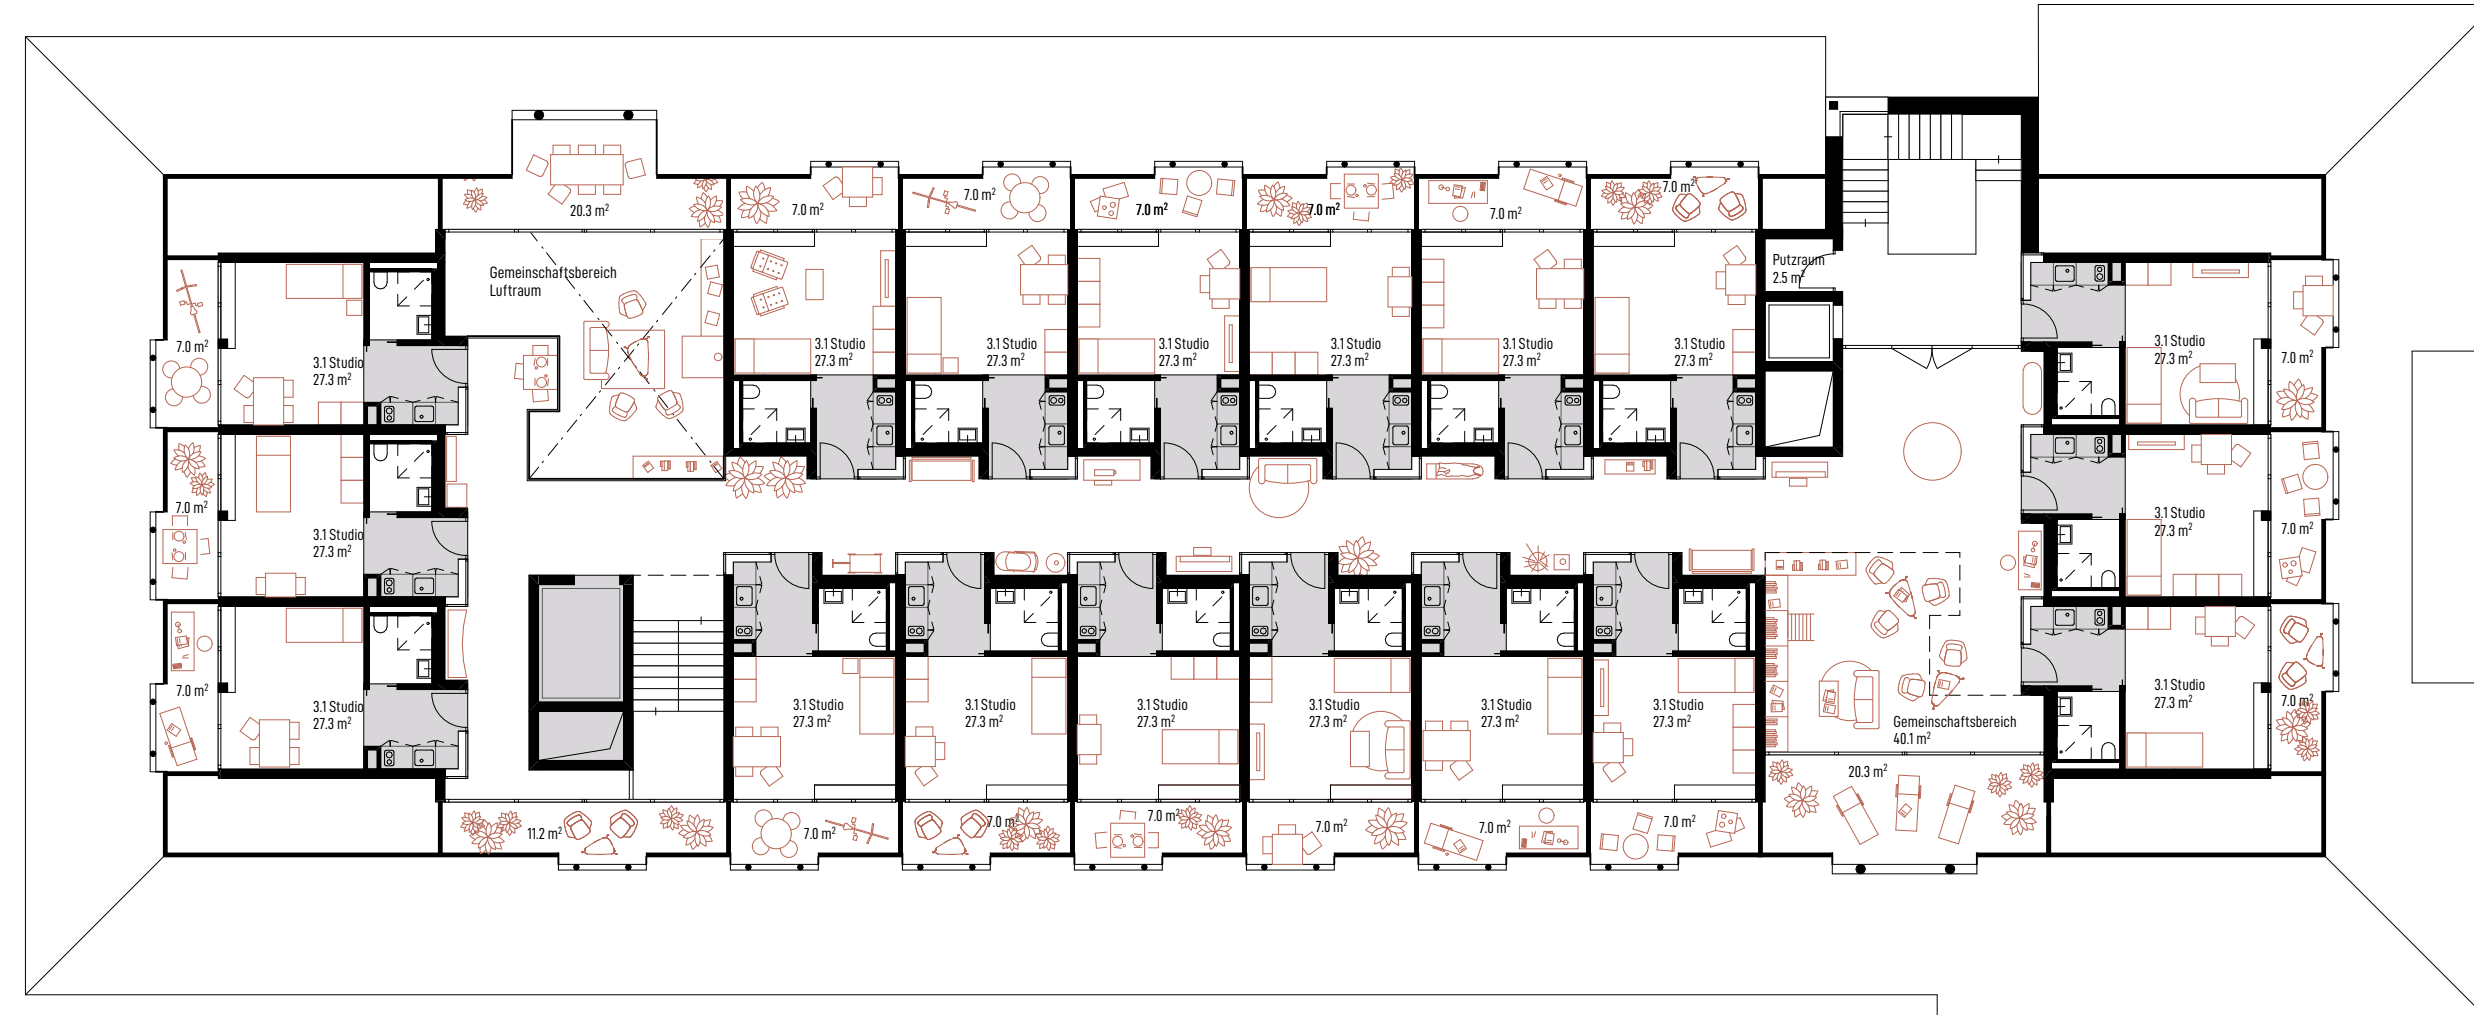 20.3 m²
7.0 m²
7.0 m²
7.0 m²
7.0 m²
7.0 m²
7.0 m²
Gemeinschaftsbereich
Luftraum
Putzraum
2.5 m²
3.1 Studio
27.3 m²
3.1 Studio
27.3 m²
3.1 Studio
27.3 m²
3.1 Studio
27.3 m²
3.1 Studio
27.3 m²
3.1 Studio
27.3 m²
7.0 m²
3.1 Studio
27.3 m²
3.1 Studio
27.3 m²
7.0 m²
7.0 m²
3.1 Studio
27.3 m²
3.1 Studio
27.3 m²
7.0 m²
7.0 m²
3.1 Studio
27.3 m²
3.1 Studio
27.3 m²
3.1 Studio
27.3 m²
3.1 Studio
27.3 m²
3.1 Studio
27.3 m²
3.1 Studio
27.3 m²
3.1 Studio
27.3 m²
3.1 Studio
27.3 m²
7.0 m²
Gemeinschaftsbereich
40.1 m²
20.3 m²
11.2 m²
7.0 m²
7.0 m²
7.0 m²
7.0 m²
7.0 m²
7.0 m²